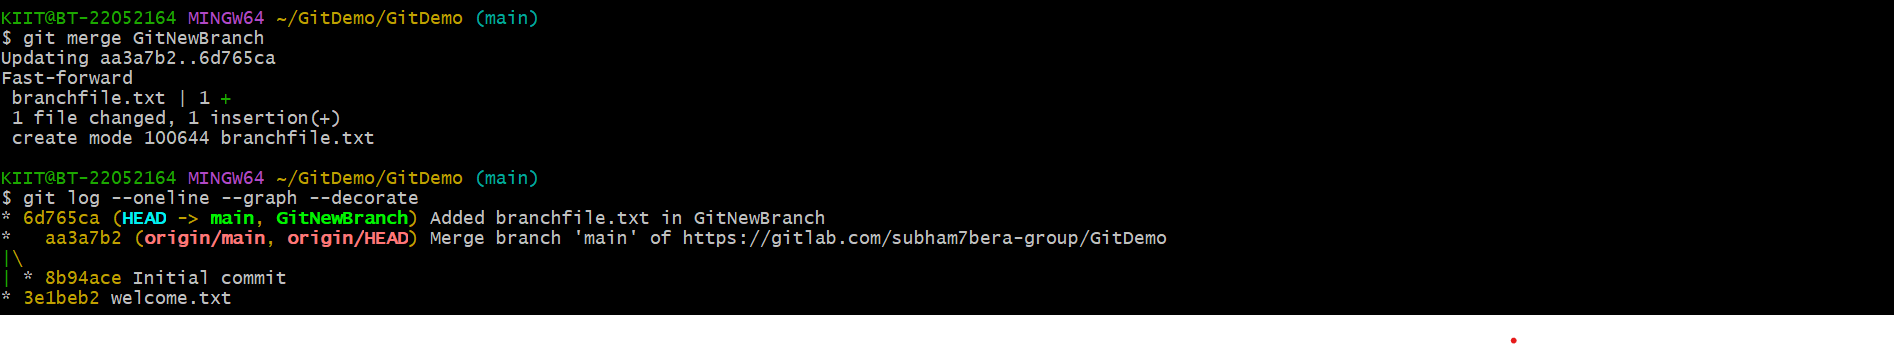 KIIT@BT-22052164 MINGW64 ~/GitDemo/GitDemo (main)
$ git merge GitNewBranch
Updating aa3a7b2..6d765ca
Fast-forward
 branchfile.txt | 1 +
 1 file changed, 1 insertion(+)
 create mode 100644 branchfile.txt

KIIT@BT-22052164 MINGW64 ~/GitDemo/GitDemo (main)
$ git log --oneline --graph --decorate
* 6d765ca (HEAD -> main, GitNewBranch) Added branchfile.txt in GitNewBranch
*   aa3a7b2 (origin/main, origin/HEAD) Merge branch 'main' of https://gitlab.com/subham7bera-group/GitDemo
|\
| * 8b94ace Initial commit
* 3e1beb2 welcome.txt